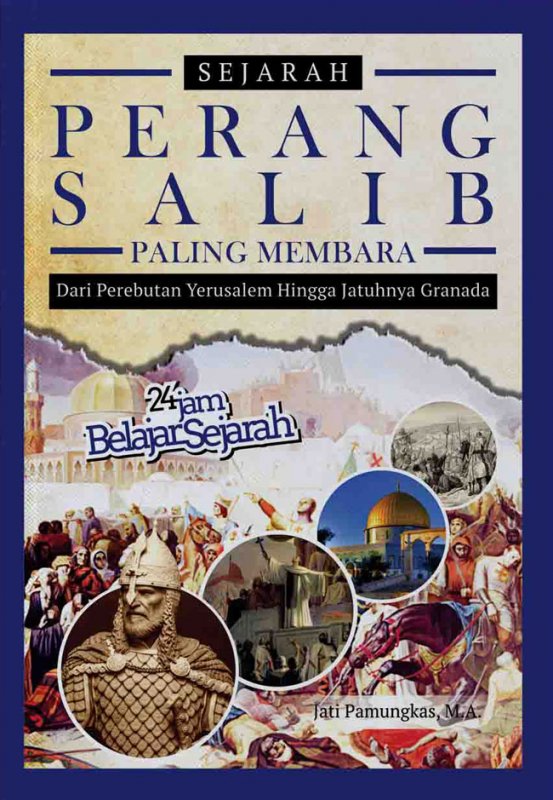 SEJARAH
PERANG
SALIB
PALING MEMBARA
Dari Perebutan Yerusalem Hingga Jatuhnya Granada
24 jam
Belajar Sejarah
Jati Pamungkas, M.A.